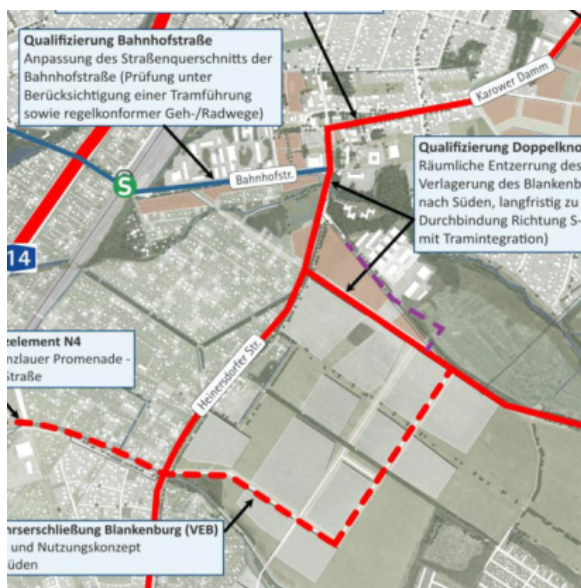 Qualifizierung Bahnhofstraße
Anpassung des Straßenquerschnitts der
Bahnhofstraße (Prüfung unter
Berücksichtigung einer Tramführung
sowie regelkonformer Geh-/Radwege)
Karower Damm
Qualifizierung Doppelkno
Räumliche Entzerrung des
Verlagerung des Blankenb
nach Süden, langfristig zu
Durchbindung Richtung S-
mit Tramintegration)
S
Bahnhofstr.
14
zelement N4
nzlauer Promenade -
Straße
Heinersdorfer Str.
hrserschließung Blankenburg (VEB)
und Nutzungskonzept
üden